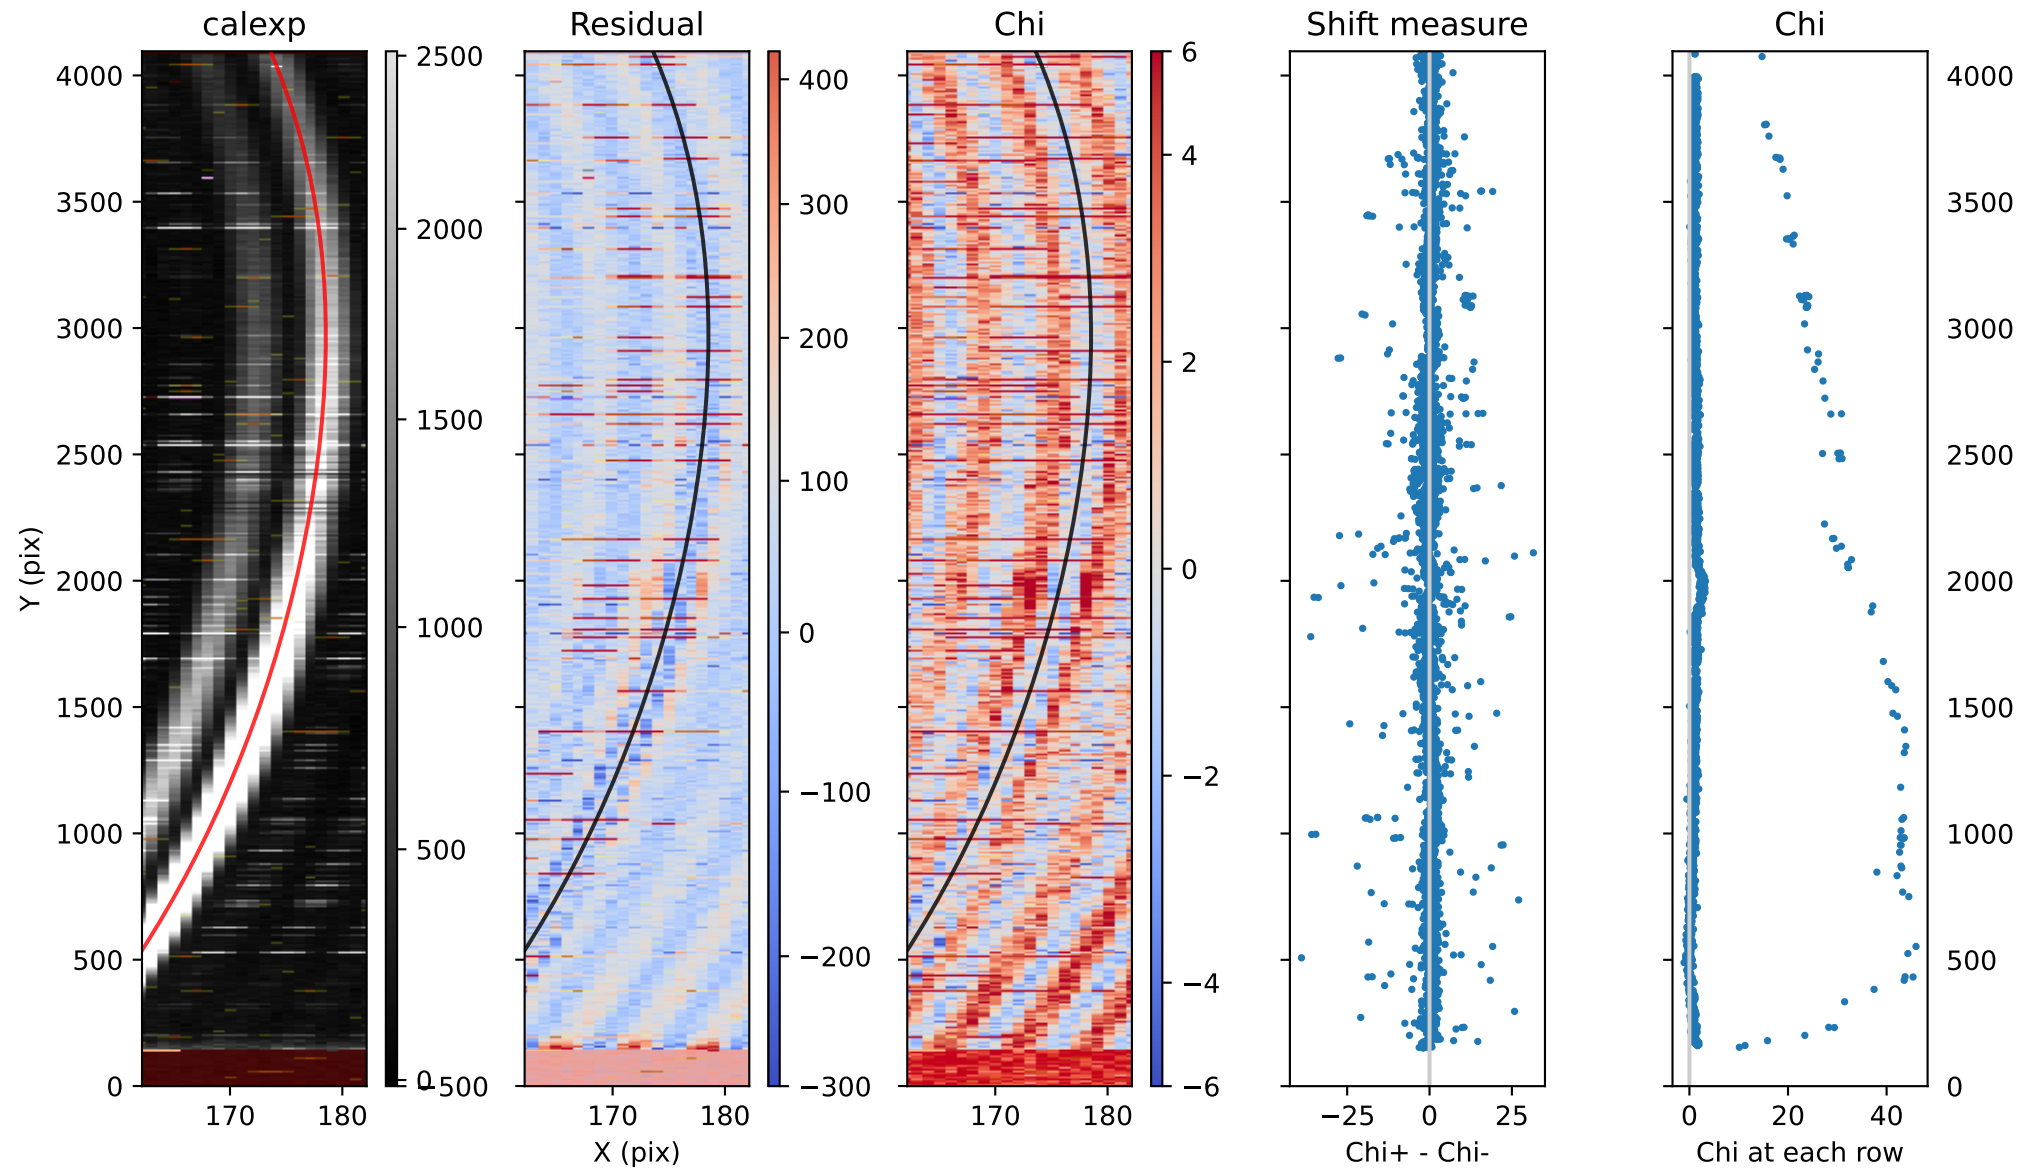 calexp Residual Chi Shift measure Chi
4000 2500 400 6 4000
3500 2000 300 4 3500
3000 1500 200 2 3000
2500 1000 100 0 2500
2000 500 0 −2 2000
1500 0 −100 −4 1500
1000 −500 −200 −6 1000
500 −300 500
0 0
170 180 170 180 170 180 −25 0 25 0 20 40
Y (pix)
X (pix) Chi+ - Chi- Chi at each row